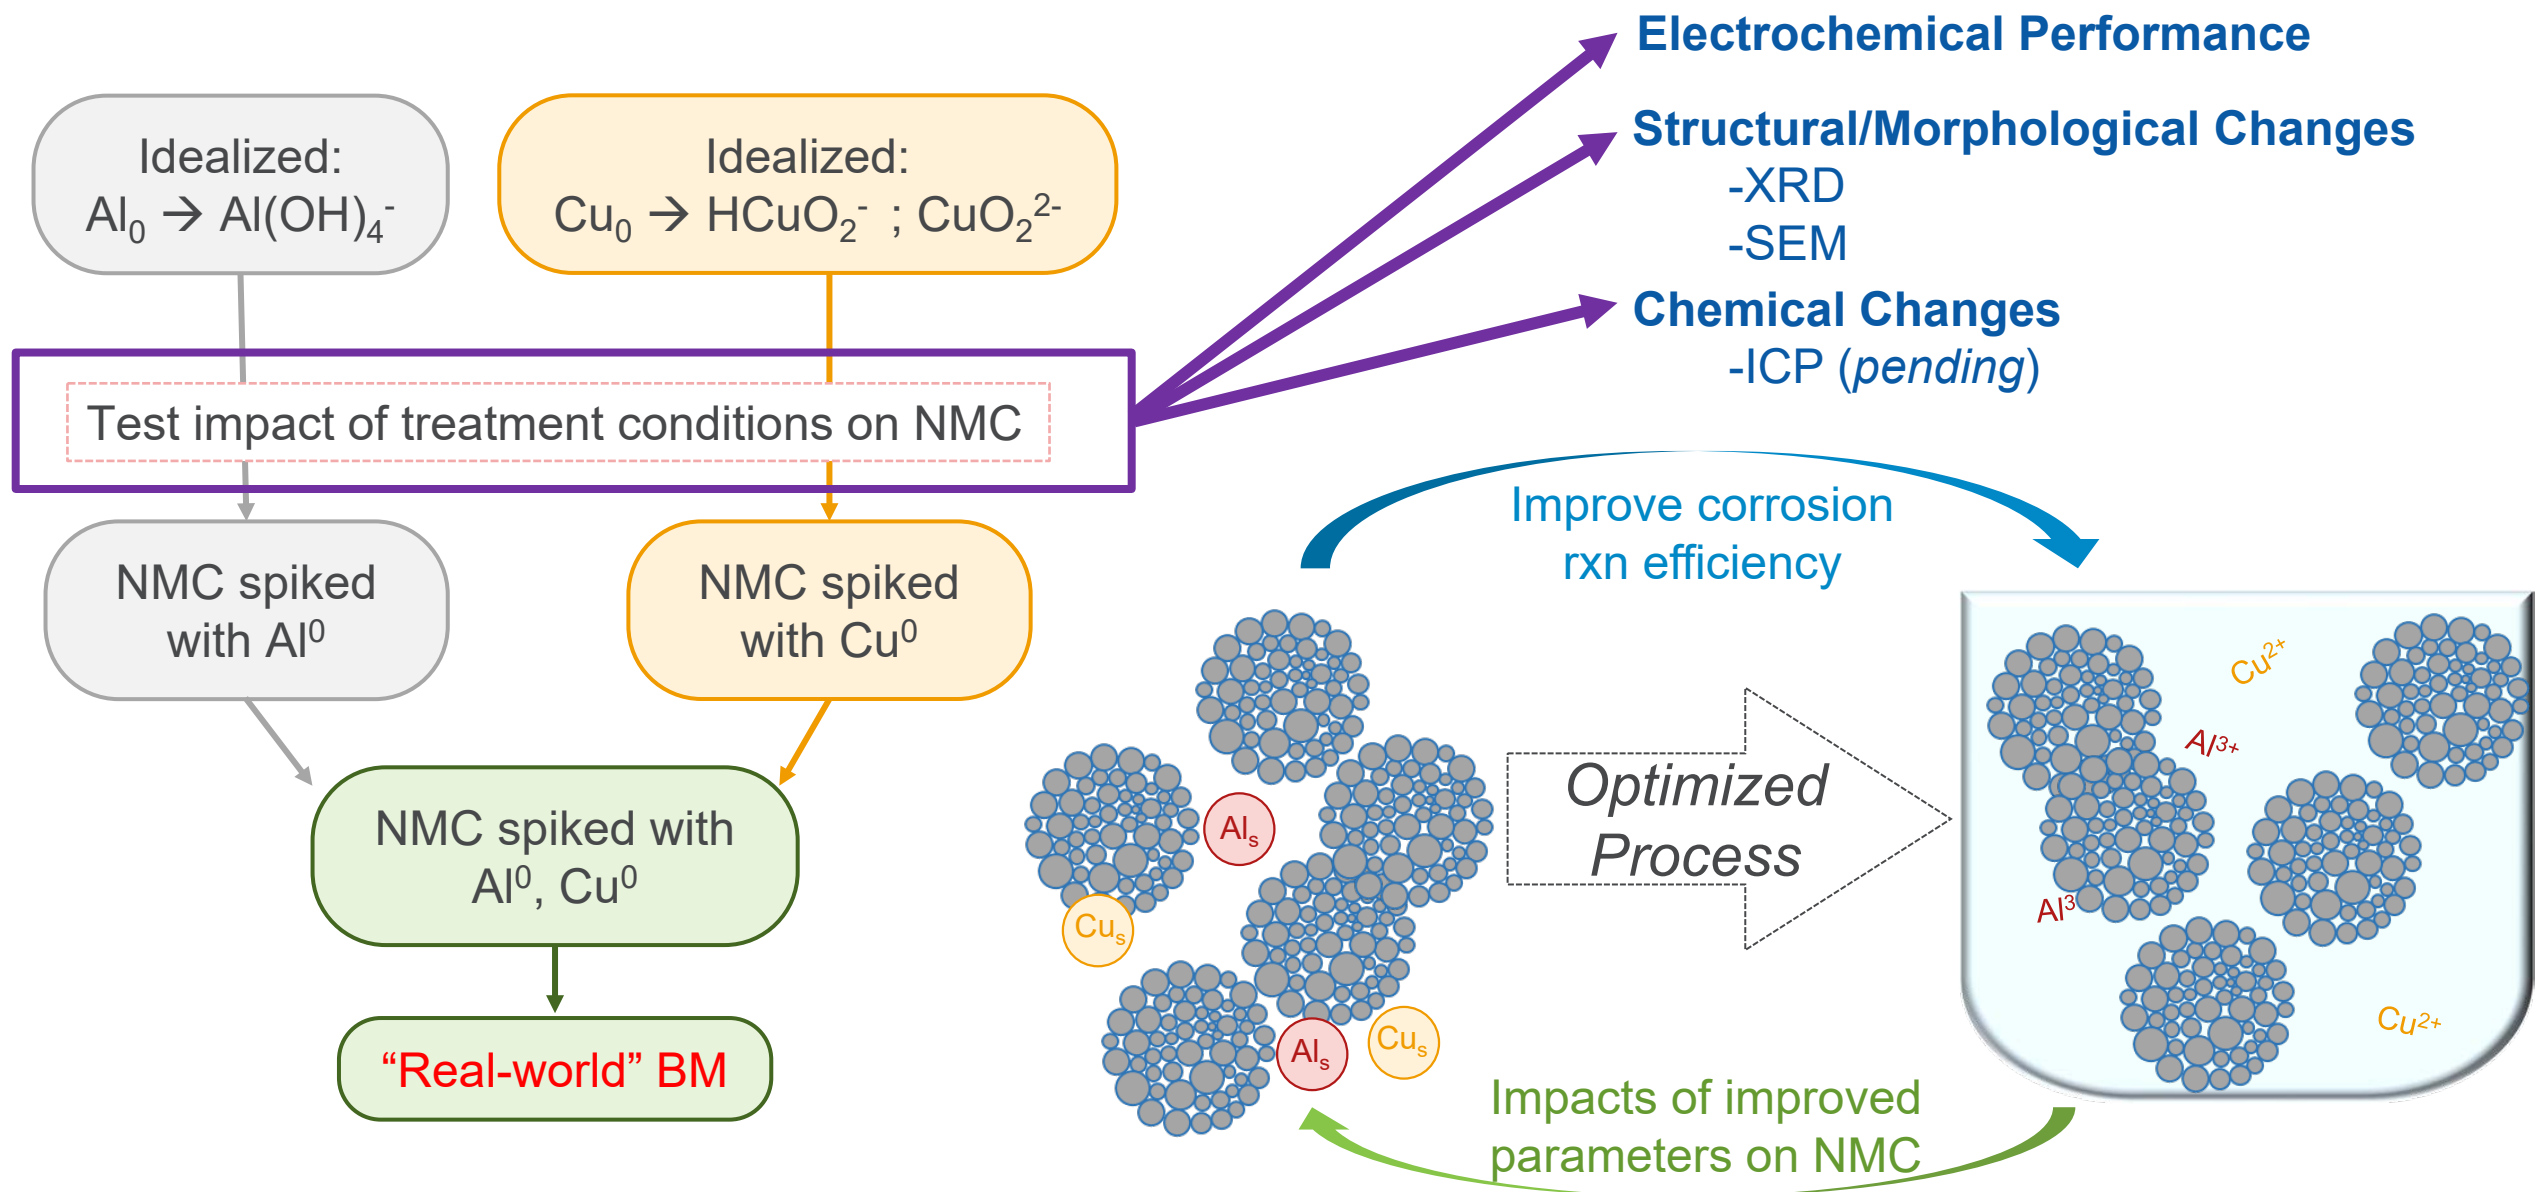 Idealized:
Al₀ → Al(OH)₄⁻
Idealized:
Cu₀ → HCuO₂⁻ ; CuO₂²⁻
Test impact of treatment conditions on NMC
NMC spiked
with Al⁰
NMC spiked
with Cu⁰
NMC spiked with
Al⁰, Cu⁰
“Real-world” BM
Electrochemical Performance
Structural/Morphological Changes
-XRD
-SEM
Chemical Changes
-ICP (pending)
Improve corrosion
rxn efficiency
Alₛ
Cuₛ
Alₛ
Cuₛ
Optimized
Process
Cu²⁺
Al³⁺
Al³
Cu²⁺
Impacts of improved
parameters on NMC